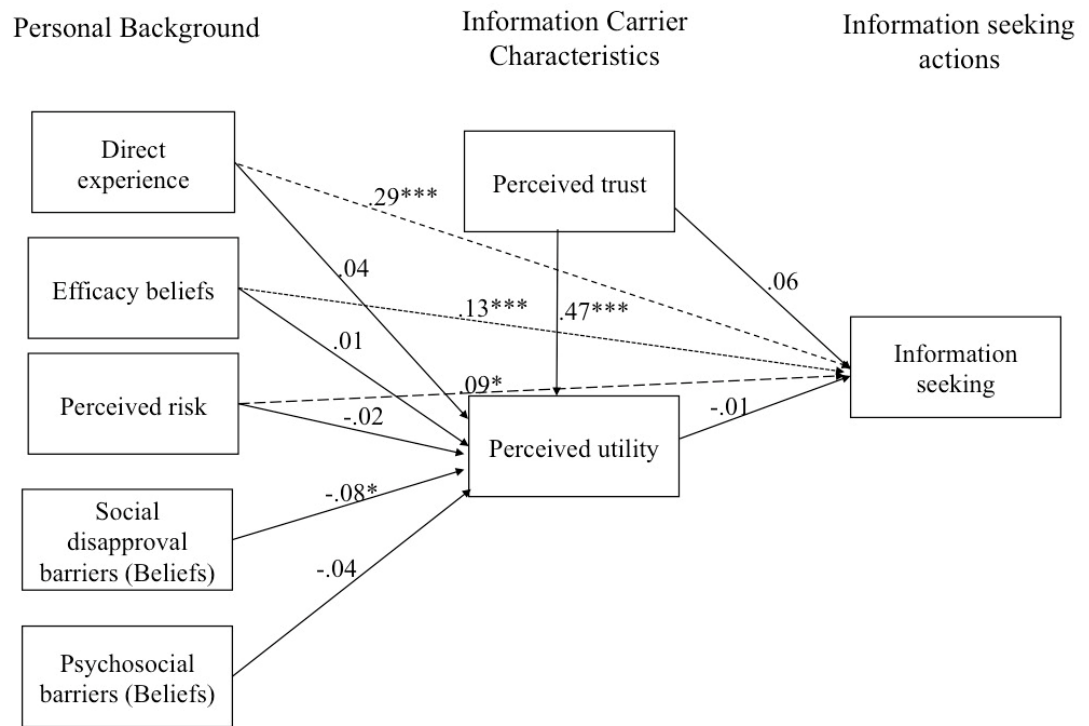 Personal Background
Information Carrier
Characteristics
Information seeking
actions
Direct
experience
Perceived trust
.29***
.04
Efficacy beliefs
.06
.13***
.47***
.01
Information
seeking
Perceived risk
.09*
-.02
-.01
Perceived utility
-.08*
Social
disapproval
barriers (Beliefs)
-.04
Psychosocial
barriers (Beliefs)